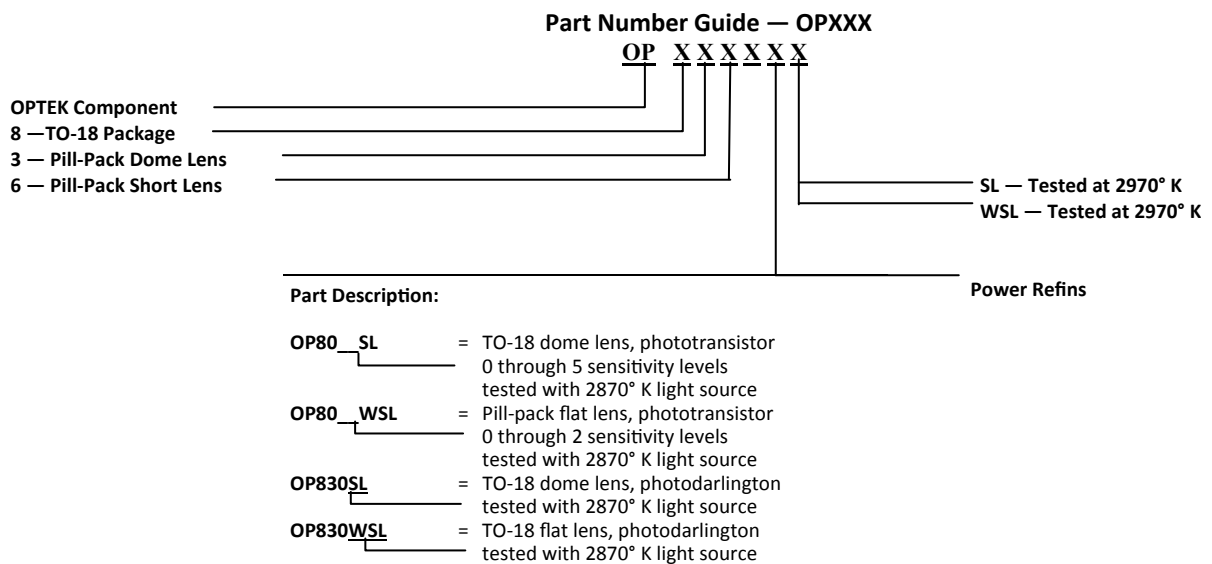 Part Number Guide — OPXXX
OP X X X X X X
OPTEK Component
8 —TO-18 Package
3 — Pill-Pack Dome Lens
6 — Pill-Pack Short Lens
SL — Tested at 2970° K
WSL — Tested at 2970° K
Power Refins
Part Description:
OP80__SL = TO-18 dome lens, phototransistor
0 through 5 sensitivity levels
tested with 2870° K light source
OP80__WSL = Pill-pack flat lens, phototransistor
0 through 2 sensitivity levels
tested with 2870° K light source
OP830SL = TO-18 dome lens, photodarlington
tested with 2870° K light source
OP830WSL = TO-18 flat lens, photodarlington
tested with 2870° K light source